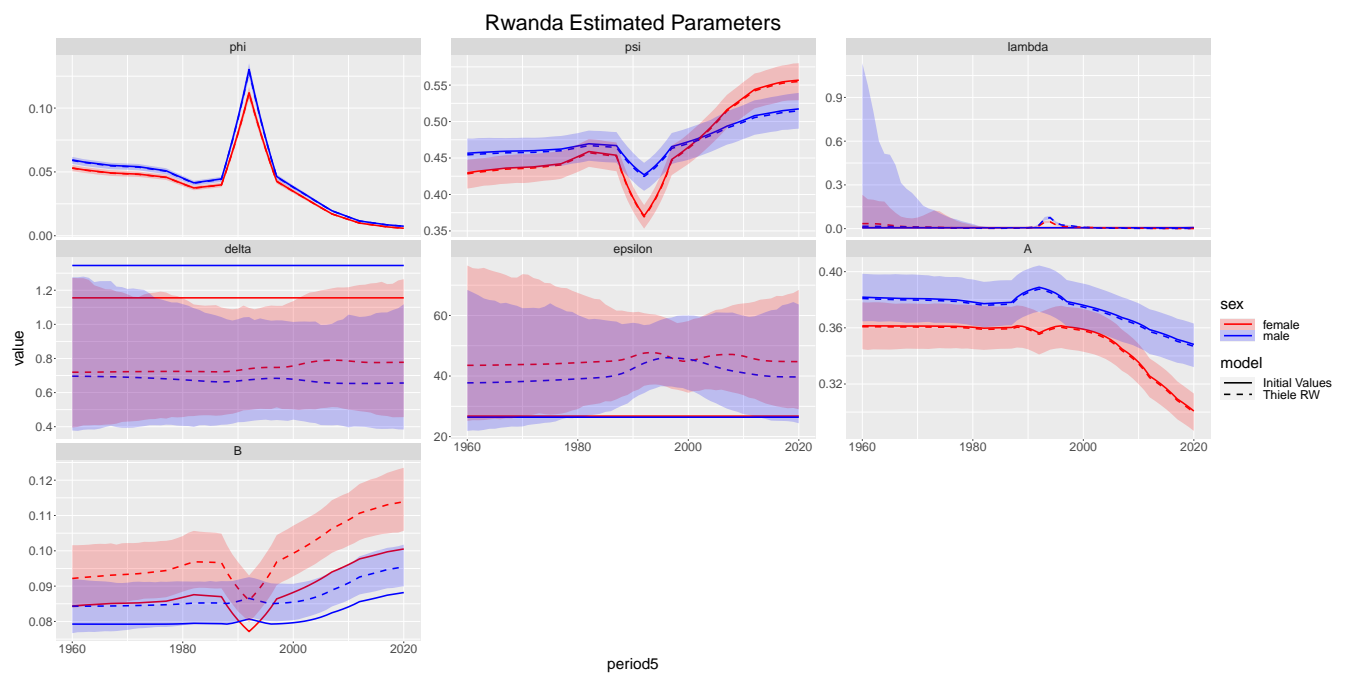 Rwanda Estimated Parameters
phi
psi
lambda
0.10
0.05
0.00
0.55
0.50
0.45
0.40
0.35
0.9
0.6
0.3
0.0
delta
epsilon
A
1.2
1.0
0.8
0.6
0.4
60
40
20
1960
1980
2000
2020
0.40
0.36
0.32
1960
1980
2000
2020
B
0.12
0.11
0.10
0.09
0.08
1960
1980
2000
2020
value
period5
sex
female
male
model
Initial Values
Thiele RW